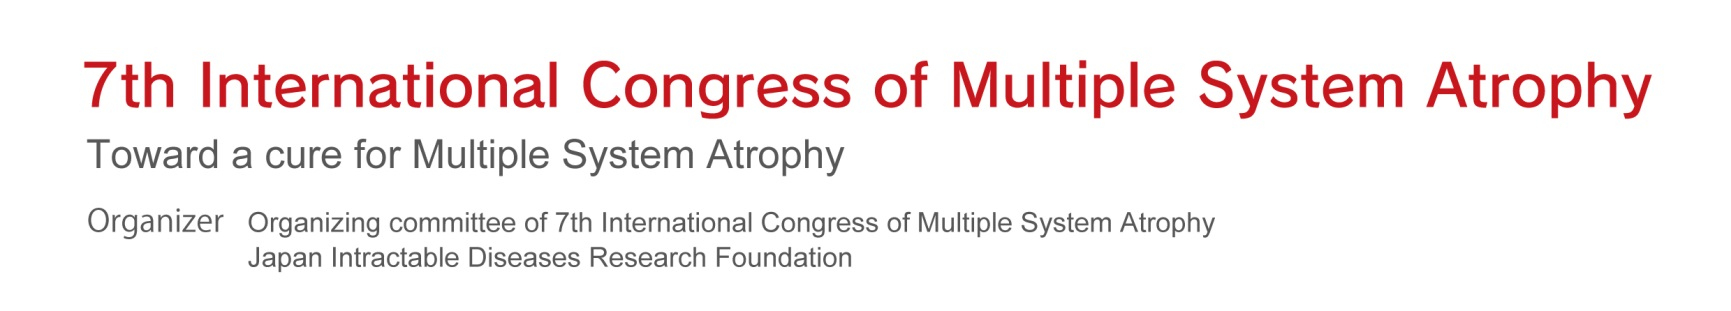 7th International Congress of Multiple System Atrophy
Toward a cure for Multiple System Atrophy
Organizer Organizing committee of 7th International Congress of Multiple System Atrophy
Japan Intractable Diseases Research Foundation